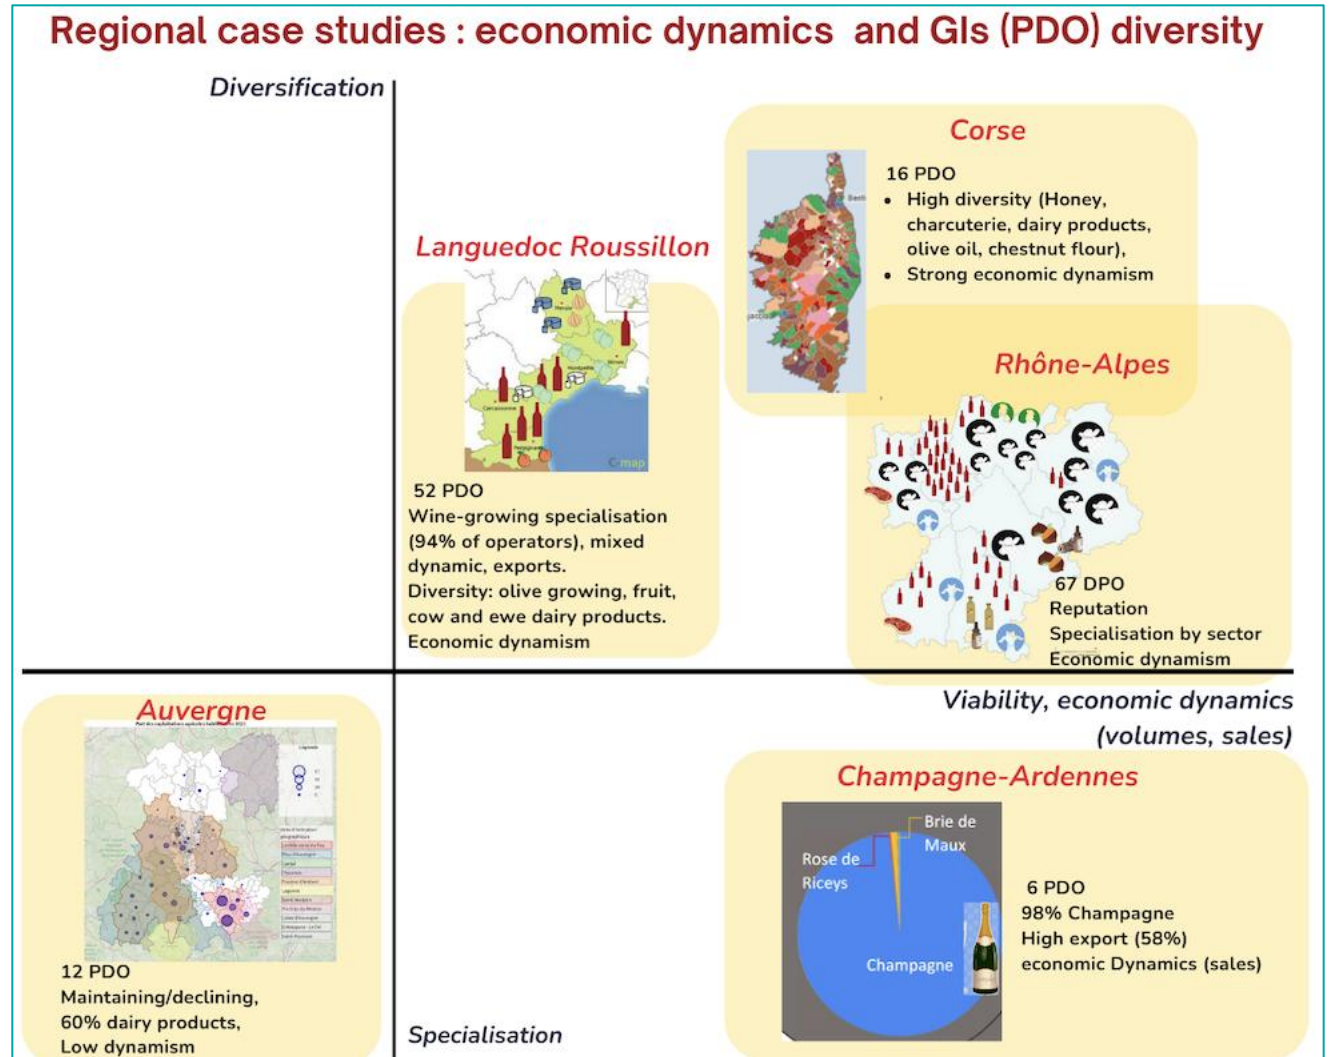 Regional case studies : economic dynamics and GIs (PDO) diversity
Diversification
Corse
16 PDO
• High diversity (Honey,
charcuterie, dairy products,
olive oil, chestnut flour),
• Strong economic dynamism
Languedoc Roussillon
52 PDO
Wine-growing specialisation
(94% of operators), mixed
dynamic, exports.
Diversity: olive growing, fruit,
cow and ewe dairy products.
Economic dynamism
Rhône-Alpes
67 DPO
Reputation
Specialisation by sector
Economic dynamism
Viability, economic dynamics
(volumes, sales)
Auvergne
12 PDO
Maintaining/declining,
60% dairy products,
Low dynamism
Specialisation
Champagne-Ardennes
Brie de
Maux
Rose de
Riceys
Champagne
6 PDO
98% Champagne
High export (58%)
economic Dynamics (sales)